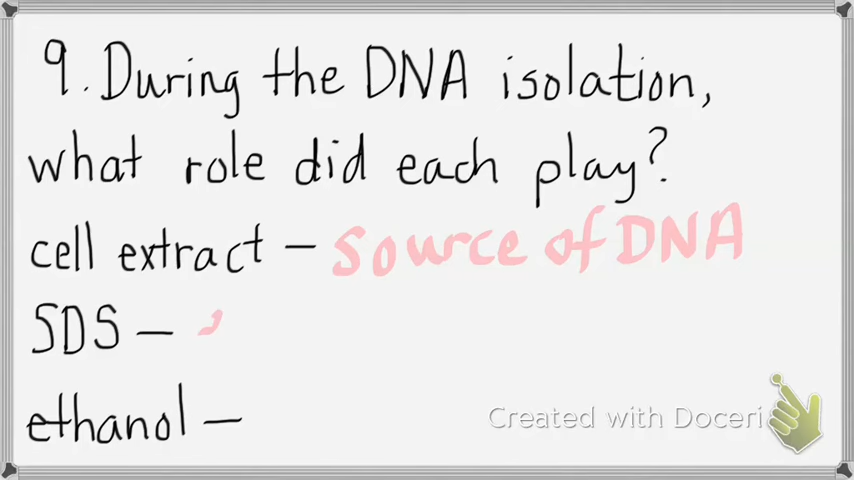 9. During the DNA isolation,
what role did each play?
cell extract - source of DNA
SDS -
ethanol -
Created with Doceri